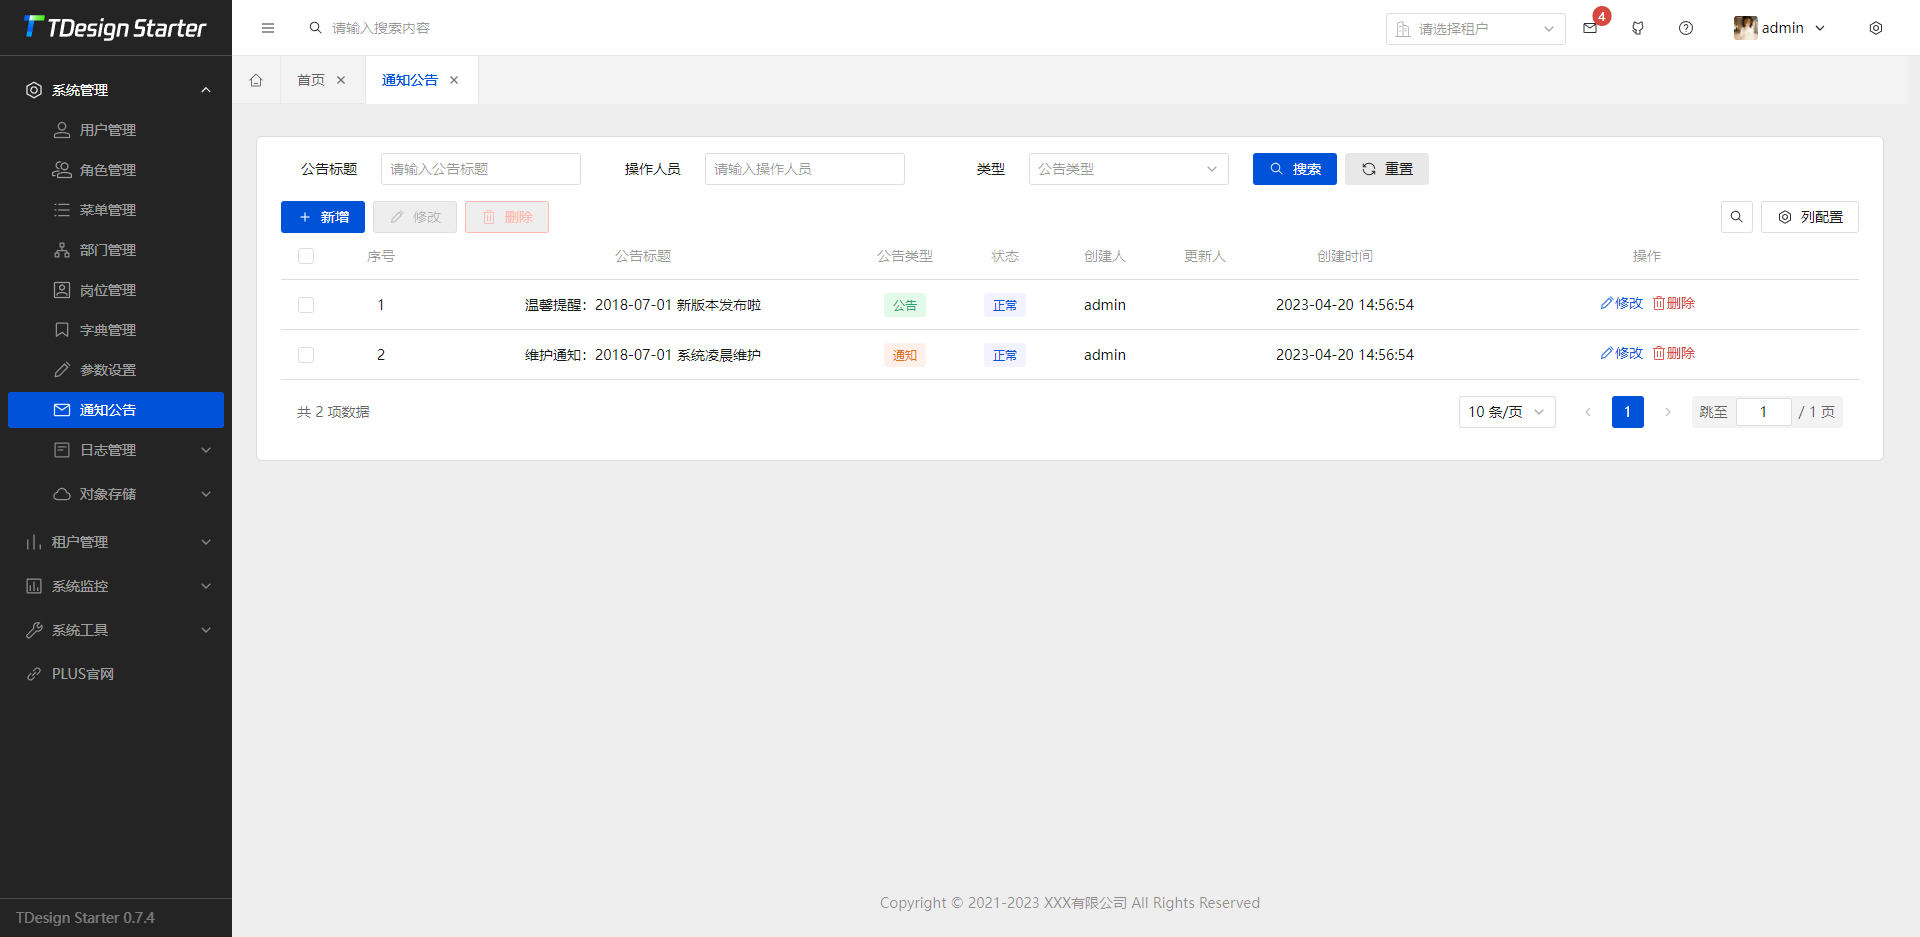 TDesign Starter
请输入搜索内容
请选择租户
4
admin
系统管理
用户管理
角色管理
菜单管理
部门管理
岗位管理
字典管理
参数设置
通知公告
日志管理
对象存储
租户管理
系统监控
系统工具
PLUS官网
TDesign Starter 0.7.4
首页
通知公告
公告标题 请输入公告标题 操作人员 请输入操作人员 类型 公告类型 搜索 重置
新增 修改 删除 列配置
序号 公告标题 公告类型 状态 创建人 更新人 创建时间 操作
1 温馨提醒：2018-07-01 新版本发布啦 公告 正常 admin 2023-04-20 14:56:54 修改 删除
2 维护通知：2018-07-01 系统凌晨维护 通知 正常 admin 2023-04-20 14:56:54 修改 删除
共 2 项数据 10 条/页 1 跳至 1 / 1 页
Copyright © 2021-2023 XXX有限公司 All Rights Reserved